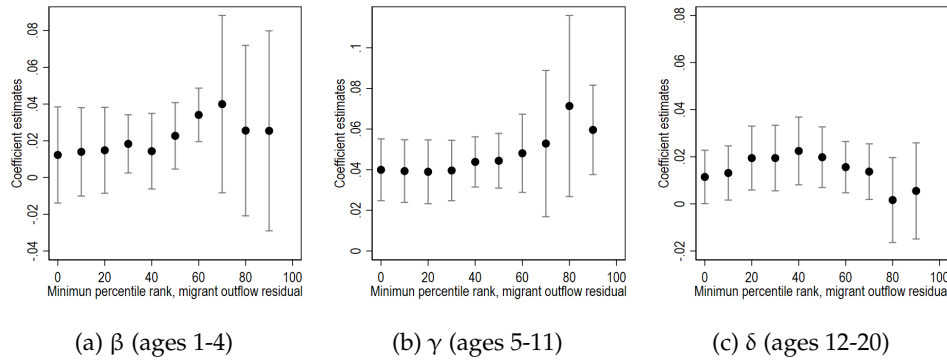 Coefficient estimates
-.04 -.02 0 .02 .04 .06 .08
0 20 40 60 80 100
Minimun percentile rank, migrant outflow residual
(a) β (ages 1-4)
Coefficient estimates
0 .02 .04 .06 .08 .1
0 20 40 60 80 100
Minimun percentile rank, migrant outflow residual
(b) γ (ages 5-11)
Coefficient estimates
-.02 0 .02 .04 .06 .08
0 20 40 60 80 100
Minimun percentile rank, migrant outflow residual
(c) δ (ages 12-20)